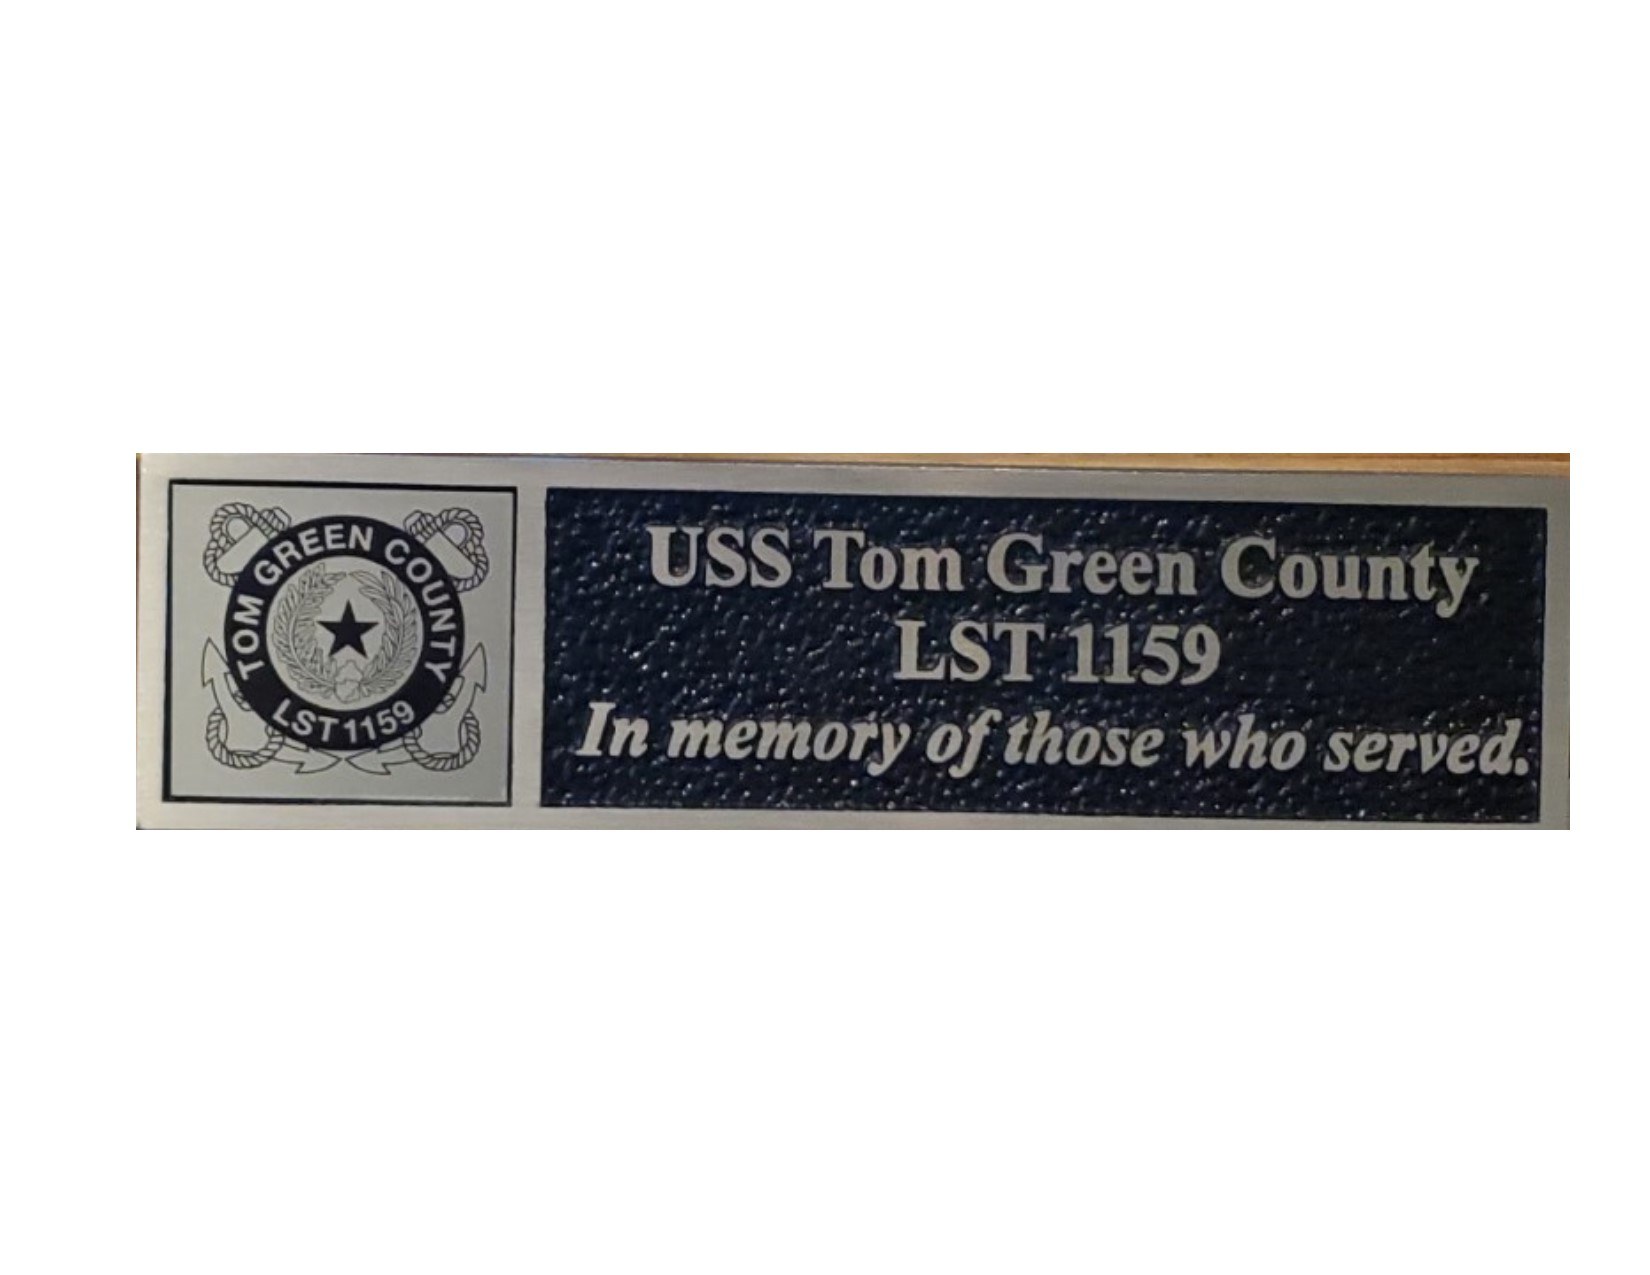 TOM GREEN COUNTY
LST 1159
USS Tom Green County
LST 1159
In memory of those who served.